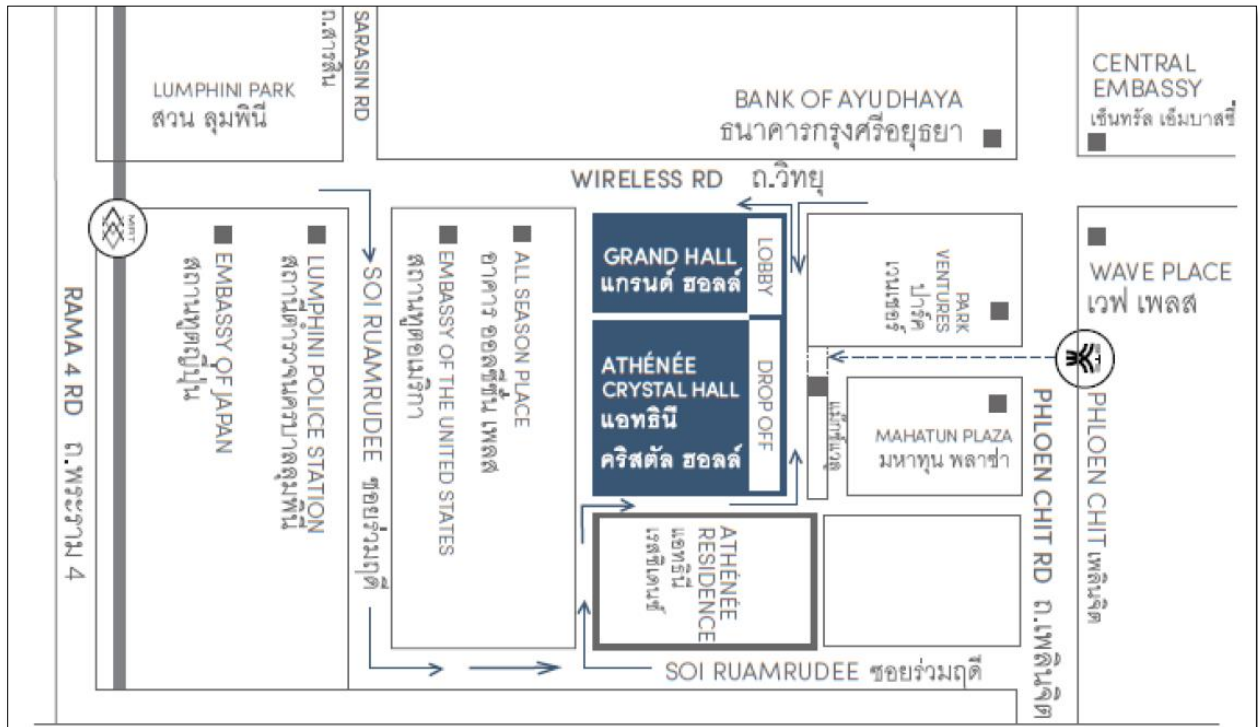 SARASIN RD
ถ.สารสิน
LUMPHINI PARK
สวน ลุมพินี
BANK OF AYUDHAYA
ธนาคารกรุงศรีอยุธยา
CENTRAL
EMBASSY
เซ็นทรัล เอ็มบาสซี่
WIRELESS RD ถ.วิทยุ
MRT
RAMA 4 RD ถ.พระราม 4
EMBASSY OF JAPAN
สถานทูตญี่ปุ่น
LUMPHINI POLICE STATION
สถานีตำรวจนครบาลลุมพินี
SOI RUAMRUDEE ซอยร่วมฤดี
EMBASSY OF THE UNITED STATES
สถานทูตอเมริกา
ALL SEASON PLACE
อาคาร ออลซีซั่น เพลส
GRAND HALL
แกรนด์ ฮอลล์
LOBBY
ATHÉNÉE
CRYSTAL HALL
แอทธินี
คริสตัล ฮอลล์
DROP OFF
PARK
VENTURES
ปาร์ค
เวนเชอร์
WAVE PLACE
เวฟ เพลส
BTS
แม็กซ์แวลู
MAHATUN PLAZA
มหาทุน พลาซ่า
PHLOEN CHIT RD ถ.เพลินจิต
PHLOEN CHIT เพลินจิต
ATHÉNÉE
RESIDENCE
แอทธินี
เรสซิเดนซ์
SOI RUAMRUDEE ซอยร่วมฤดี